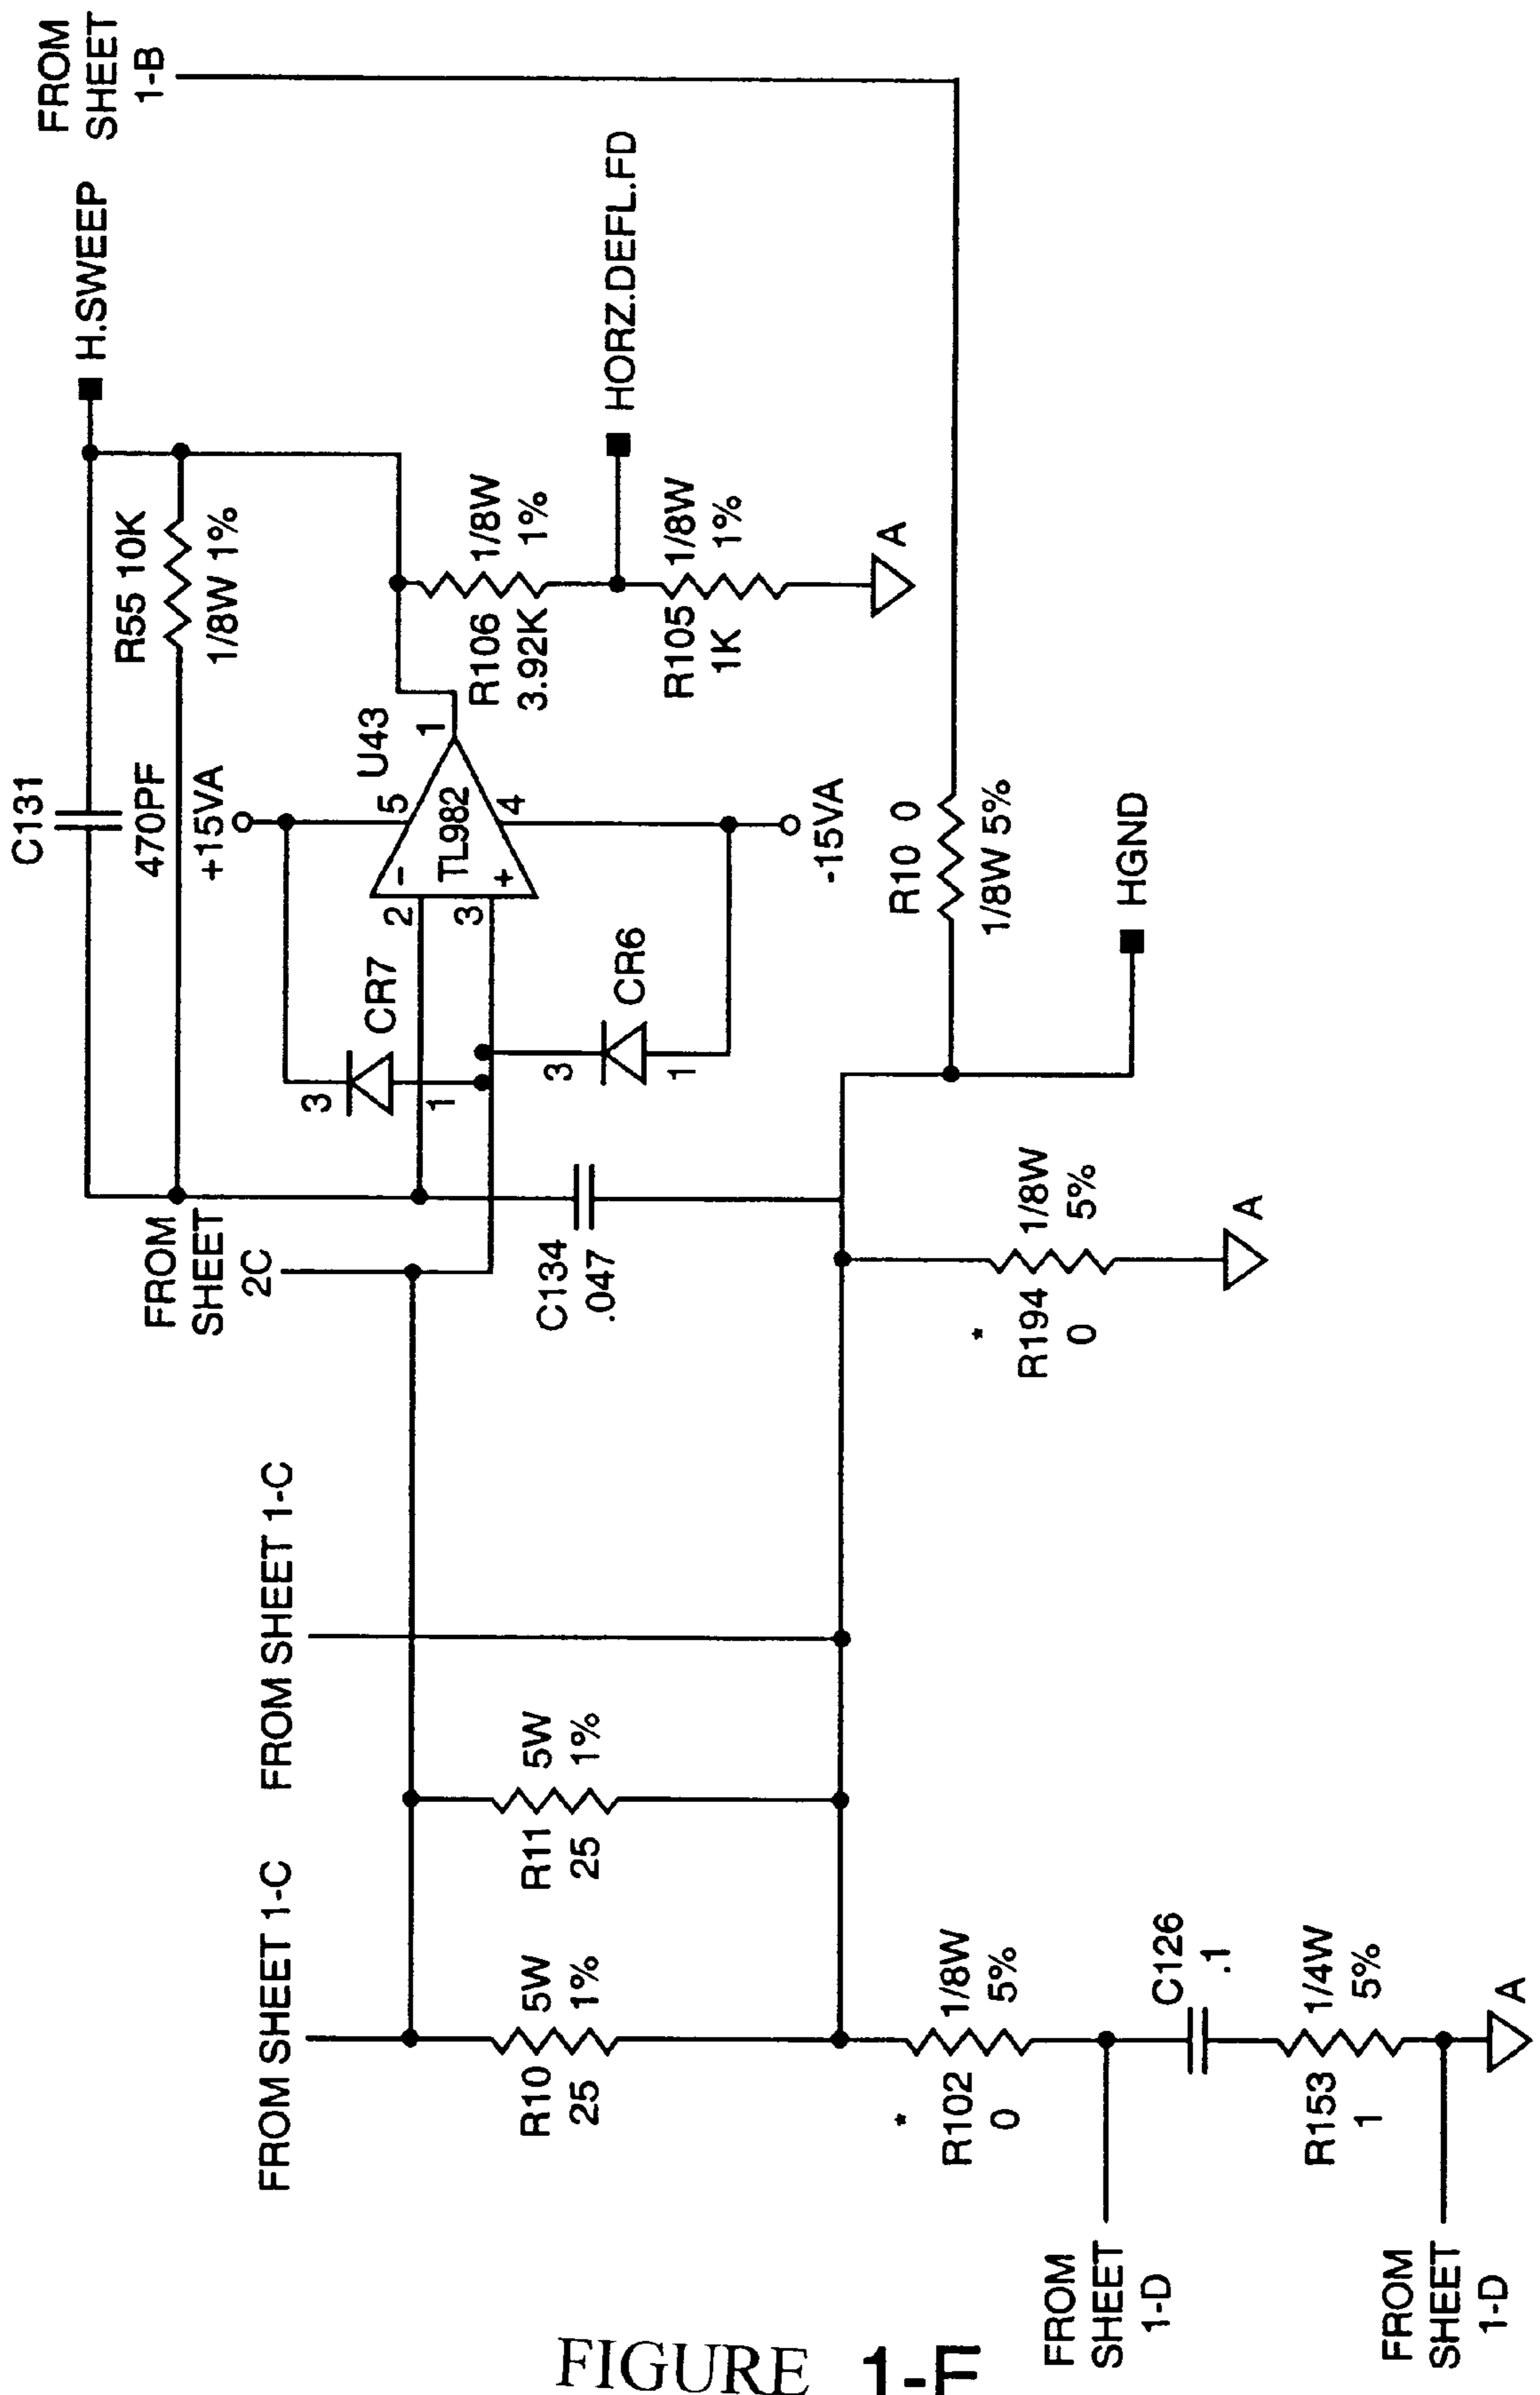 FROM
SHEET
1-B
H.SWEEP
C131
470PF
R55 10K
1/8W 1%
+15VA
U43
5
1
2
3
4
TL982
-
+
-15VA
R106
3.92K
1/8W
1%
HORZ.DEFL.FD
R105
1K
1/8W
1%
A
CR7
3
1
CR6
3
1
R10 0
1/8W 5%
HGND
FROM
SHEET
2C
C134
.047
*
R194
0
1/8W
5%
A
FROM SHEET 1-C
FROM SHEET 1-C
R11
25
5W
1%
R10
25
5W
1%
*
R102
0
1/8W
5%
C126
.1
R153
1
1/4W
5%
A
FROM
SHEET
1-D
FROM
SHEET
1-D
FIGURE 1-F